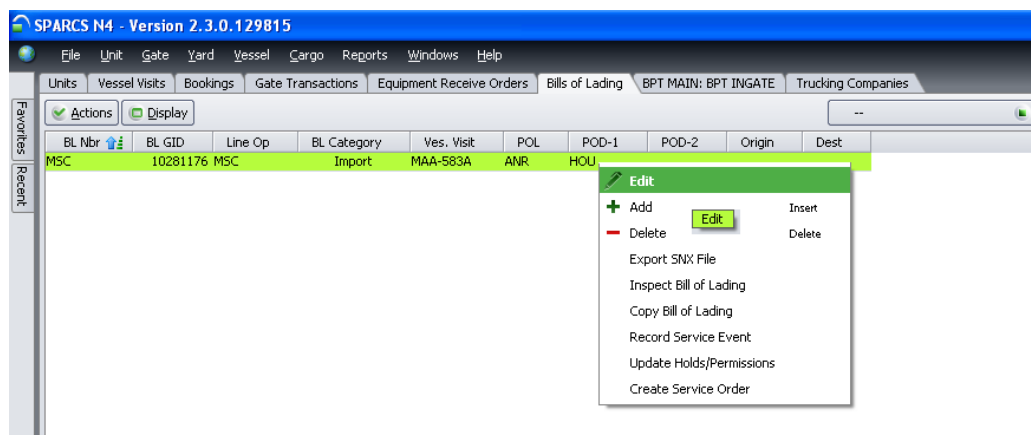 SPARCS N4 - Version 2.3.0.129815
File Unit Gate Yard Vessel Cargo Reports Windows Help
Units Vessel Visits Bookings Gate Transactions Equipment Receive Orders Bills of Lading BPT MAIN: BPT INGATE Trucking Companies
Favorites
Recent
Actions Display --
BL Nbr BL GID Line Op BL Category Ves. Visit POL POD-1 POD-2 Origin Dest
MSC 10281176 MSC Import MAA-583A ANR HOU
Edit
Add Insert
Edit
Delete Delete
Export SNX File
Inspect Bill of Lading
Copy Bill of Lading
Record Service Event
Update Holds/Permissions
Create Service Order